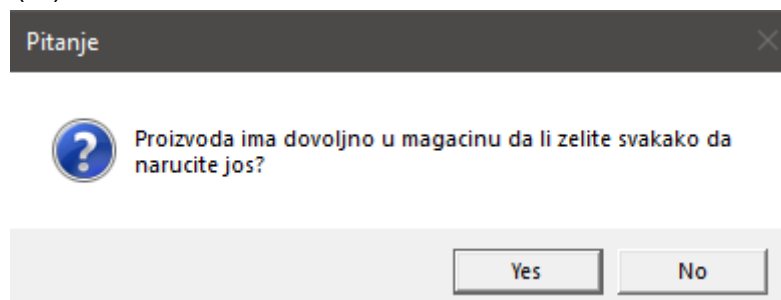 Pitanje
Proizvoda ima dovoljno u magacinu da li zelite svakako da
narucite jos?
Yes
No